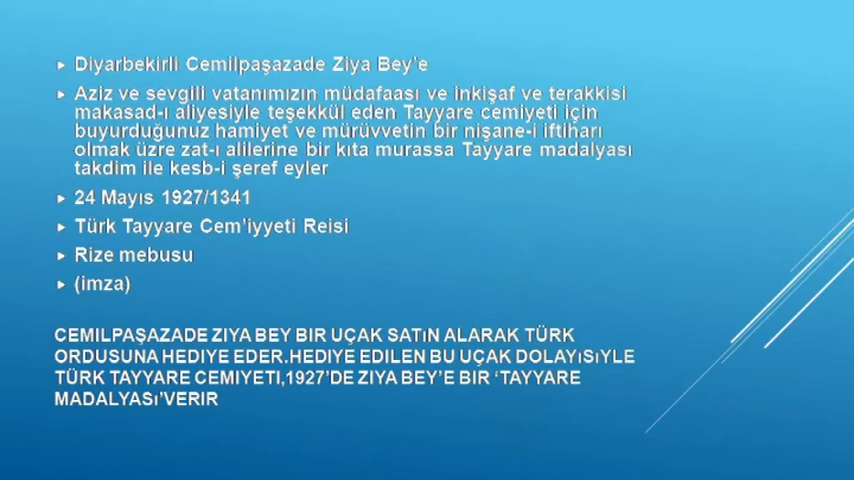 Diyarbekirli Cemilpaşazade Ziya Bey'e
Aziz ve sevgili vatanımızın müdafaası ve inkişaf ve terakkisi
makasad-ı aliyesiyle teşekkül eden Tayyare cemiyeti için
buyurduğunuz hamiyet ve mürüvvetin bir nişane-i iftiharı
olmak üzre zat-ı alilerine bir kıta murassa Tayyare madalyası
takdim ile kesb-i şeref eyler
24 Mayıs 1927/1341
Türk Tayyare Cem'iyyeti Reisi
Rize mebusu
(imza)
CEMILPAŞAZADE ZIYA BEY BIR UÇAK SATıN ALARAK TÜRK
ORDUSUNA HEDIYE EDER.HEDIYE EDILEN BU UÇAK DOLAYıSıYLE
TÜRK TAYYARE CEMIYETI,1927'DE ZIYA BEY'E BIR 'TAYYARE
MADALYASı'VERIR